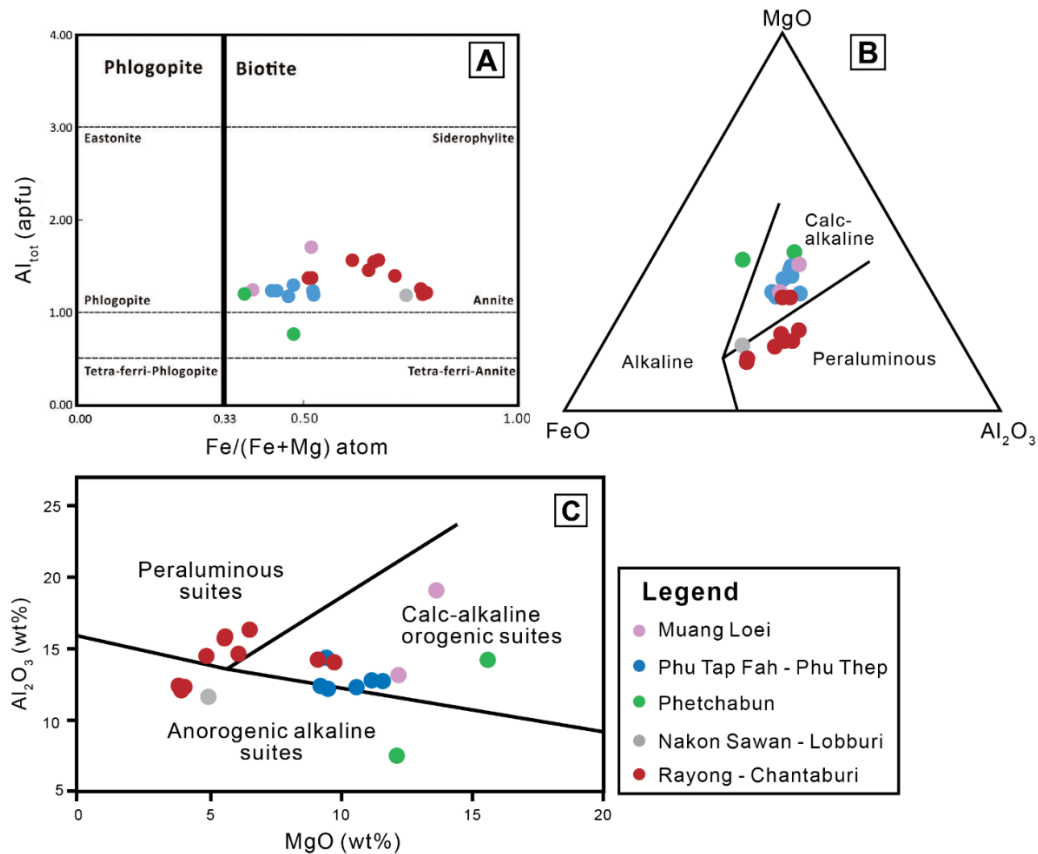 A
Phlogopite
Biotite
Eastonite
Siderophylite
Phlogopite
Annite
Tetra-ferri-Phlogopite
Tetra-ferri-Annite
4.00
3.00
2.00
1.00
0.00
Al_tot (apfu)
0.00
0.33
0.50
1.00
Fe/(Fe+Mg) atom
B
MgO
Calc-
alkaline
Alkaline
Peraluminous
FeO
Al₂O₃
C
Peraluminous
suites
Calc-alkaline
orogenic suites
Anorogenic alkaline
suites
25
20
15
10
5
Al₂O₃ (wt%)
0
5
10
15
20
MgO (wt%)
Legend
Muang Loei
Phu Tap Fah - Phu Thep
Phetchabun
Nakon Sawan - Lobburi
Rayong - Chantaburi